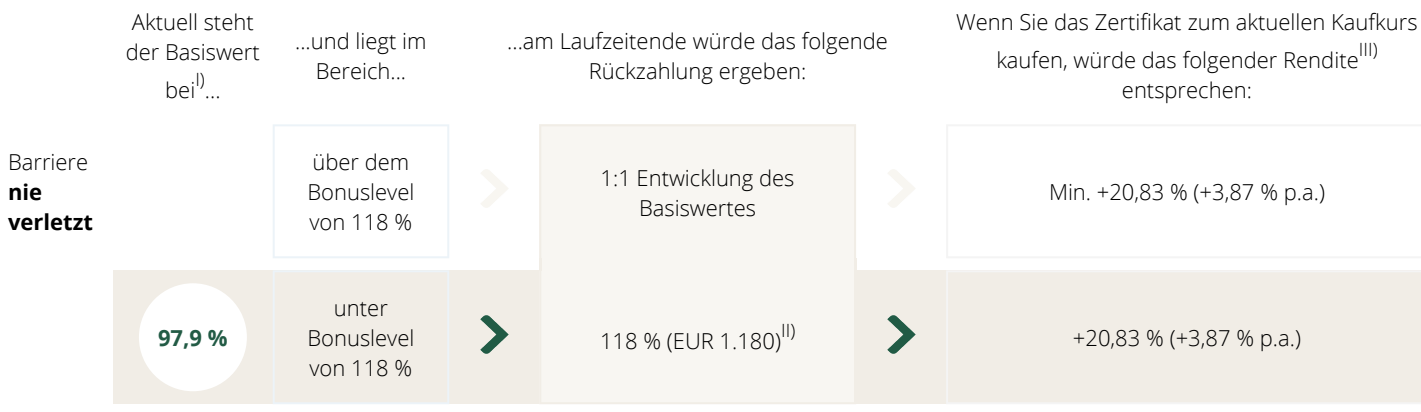 Aktuell steht
der Basiswert
bei I)...
...und liegt im
Bereich...
...am Laufzeitende würde das folgende
Rückzahlung ergeben:
Wenn Sie das Zertifikat zum aktuellen Kaufkurs
kaufen, würde das folgender Rendite III)
entsprechen:
Barriere
nie
verletzt
über dem
Bonuslevel
von 118 %
1:1 Entwicklung des
Basiswertes
Min. +20,83 % (+3,87 % p.a.)
97,9 %
unter
Bonuslevel
von 118 %
118 % (EUR 1.180) II)
+20,83 % (+3,87 % p.a.)